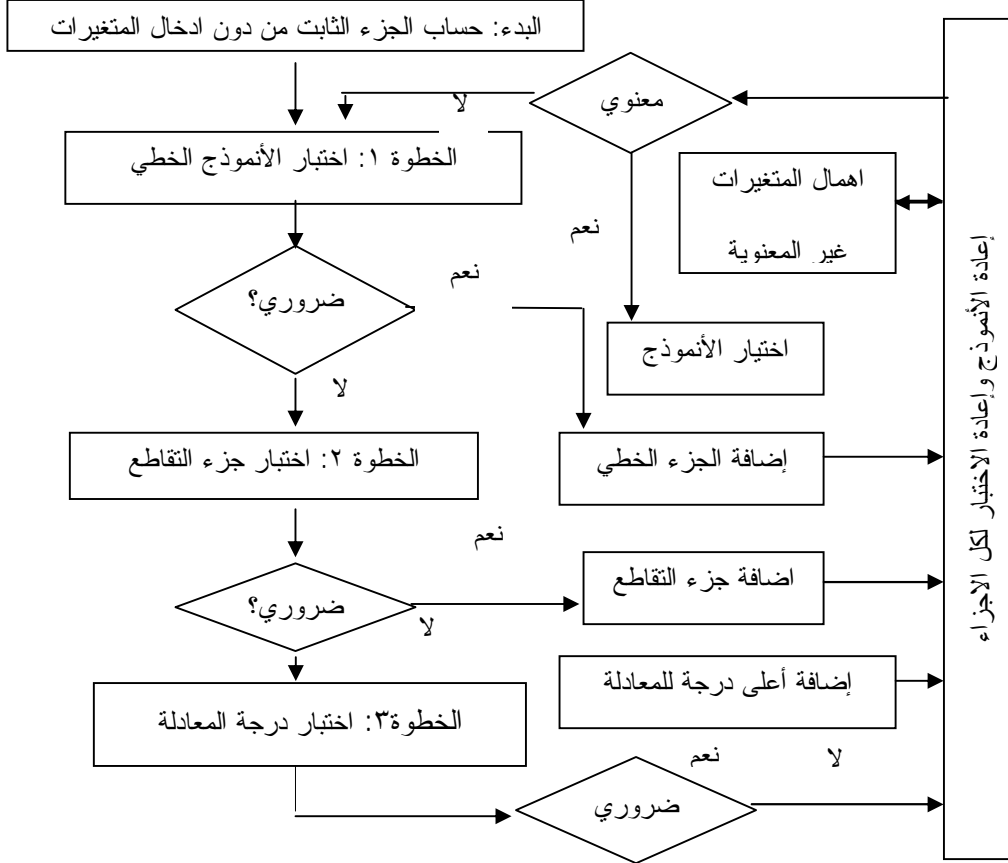 البدء: حساب الجزء الثابت من دون ادخال المتغيرات
معنوي
لا
الخطوة ١: اختبار الأنموذج الخطي
اهمال المتغيرات
غير المعنوية
نعم
نعم
ضروري؟
اختيار الأنموذج
لا
الخطوة ٢: اختبار جزء التقاطع
إضافة الجزء الخطي
نعم
اضافة جزء التقاطع
ضروري؟
لا
إضافة أعلى درجة للمعادلة
الخطوة٣: اختبار درجة المعادلة
نعم
لا
ضروري
إعادة الأنموذج وإعادة الاختبار لكل الاجزاء